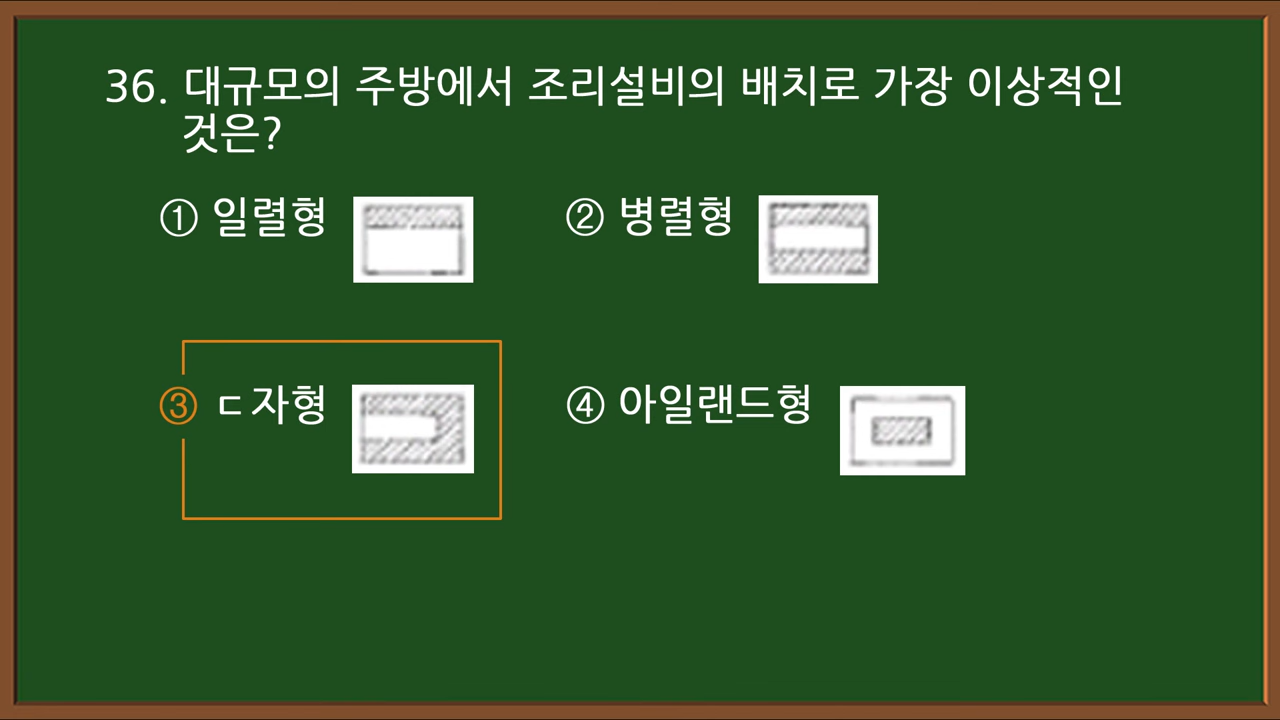 36. 대규모의 주방에서 조리설비의 배치로 가장 이상적인
것은?
① 일렬형 ② 병렬형
③ ㄷ자형 ④ 아일랜드형